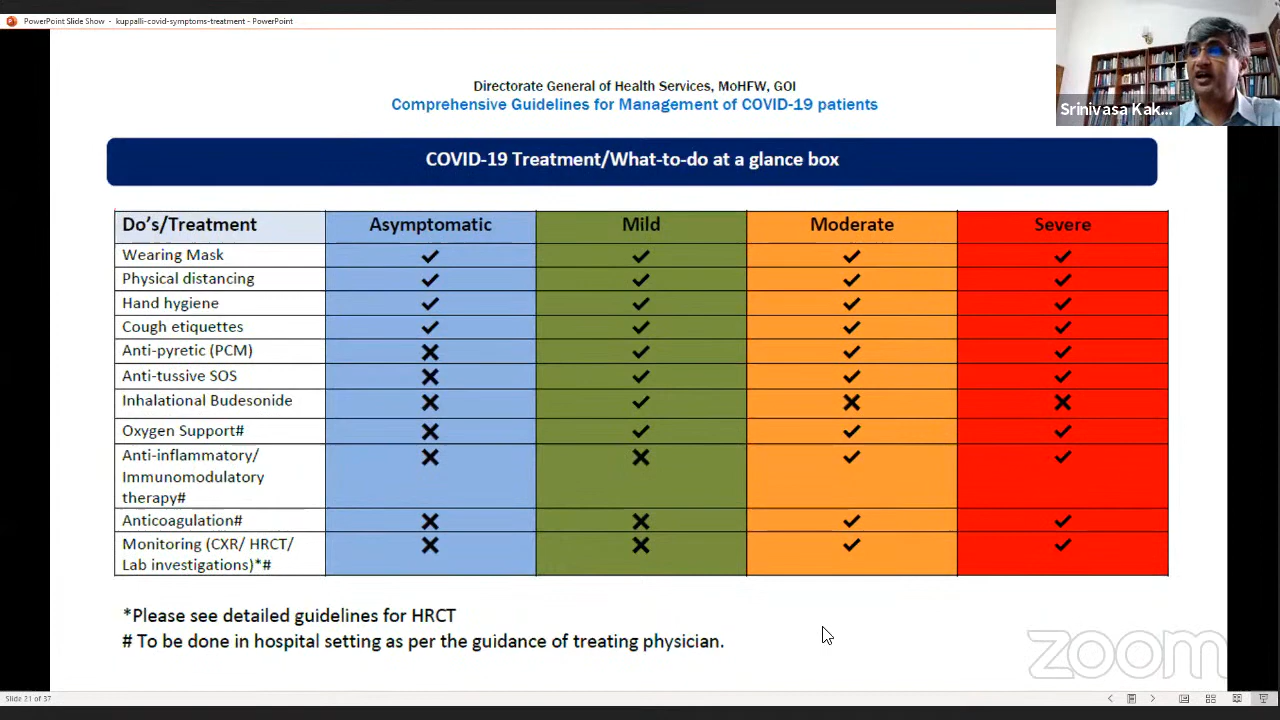 PowerPoint Slide Show - kuppalli-covid-symptoms-treatment - PowerPoint
Srinivasa Kak...
Directorate General of Health Services, MoHFW, GOI
Comprehensive Guidelines for Management of COVID-19 patients
COVID-19 Treatment/What-to-do at a glance box
Do's/Treatment Asymptomatic Mild Moderate Severe
Wearing Mask ✓ ✓ ✓ ✓
Physical distancing ✓ ✓ ✓ ✓
Hand hygiene ✓ ✓ ✓ ✓
Cough etiquettes ✓ ✓ ✓ ✓
Anti-pyretic (PCM) ✗ ✓ ✓ ✓
Anti-tussive SOS ✗ ✓ ✓ ✓
Inhalational Budesonide ✗ ✓ ✗ ✗
Oxygen Support# ✗ ✓ ✓ ✓
Anti-inflammatory/ ✗ ✗ ✓ ✓
Immunomodulatory
therapy#
Anticoagulation# ✗ ✗ ✓ ✓
Monitoring (CXR/ HRCT/ ✗ ✗ ✓ ✓
Lab investigations)*#
*Please see detailed guidelines for HRCT
# To be done in hospital setting as per the guidance of treating physician.
zoom
Slide 21 of 37